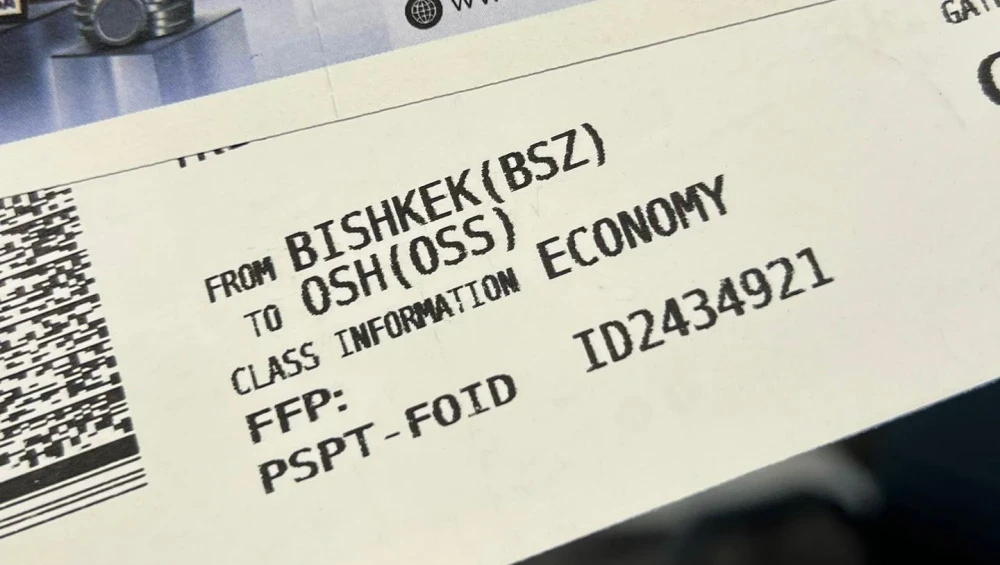 FROM BISHKEK(BSZ)
TO OSH(OSS)
CLASS INFORMATION ECONOMY
FFP:
PSPT-FOID ID2434921